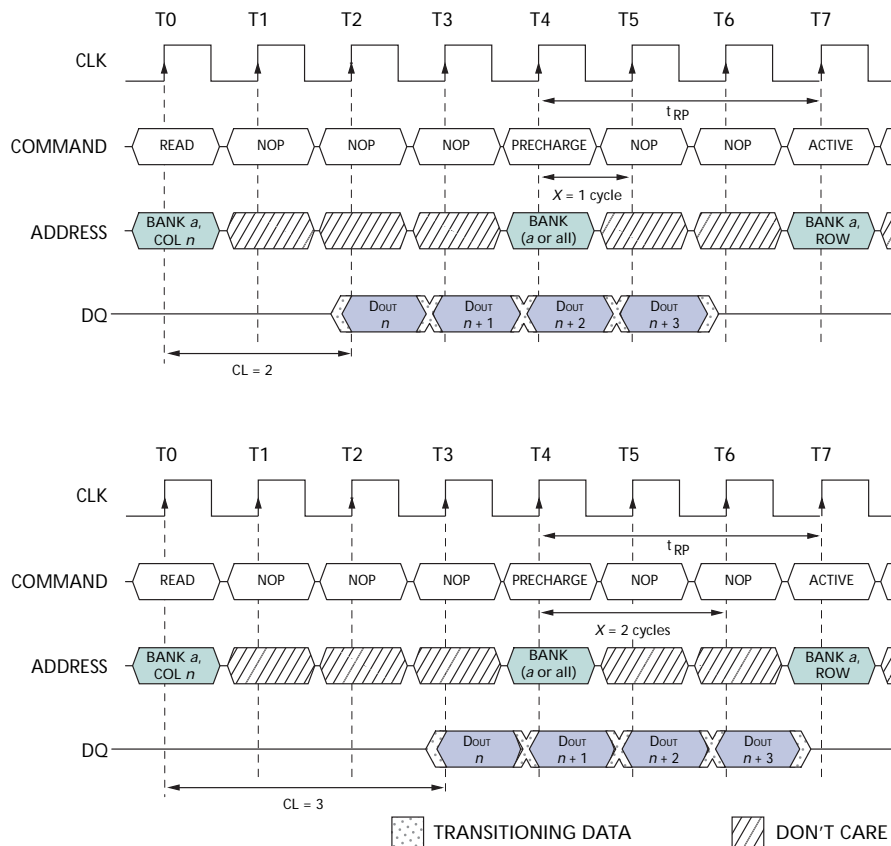 T0 T1 T2 T3 T4 T5 T6 T7
CLK
tRP
COMMAND READ NOP NOP NOP PRECHARGE NOP NOP ACTIVE
X = 1 cycle
ADDRESS BANK a, COL n BANK (a or all) BANK a, ROW
DQ DOUT n DOUT n + 1 DOUT n + 2 DOUT n + 3
CL = 2
T0 T1 T2 T3 T4 T5 T6 T7
CLK
tRP
COMMAND READ NOP NOP NOP PRECHARGE NOP NOP ACTIVE
X = 2 cycles
ADDRESS BANK a, COL n BANK (a or all) BANK a, ROW
DQ DOUT n DOUT n + 1 DOUT n + 2 DOUT n + 3
CL = 3
TRANSITIONING DATA DON'T CARE